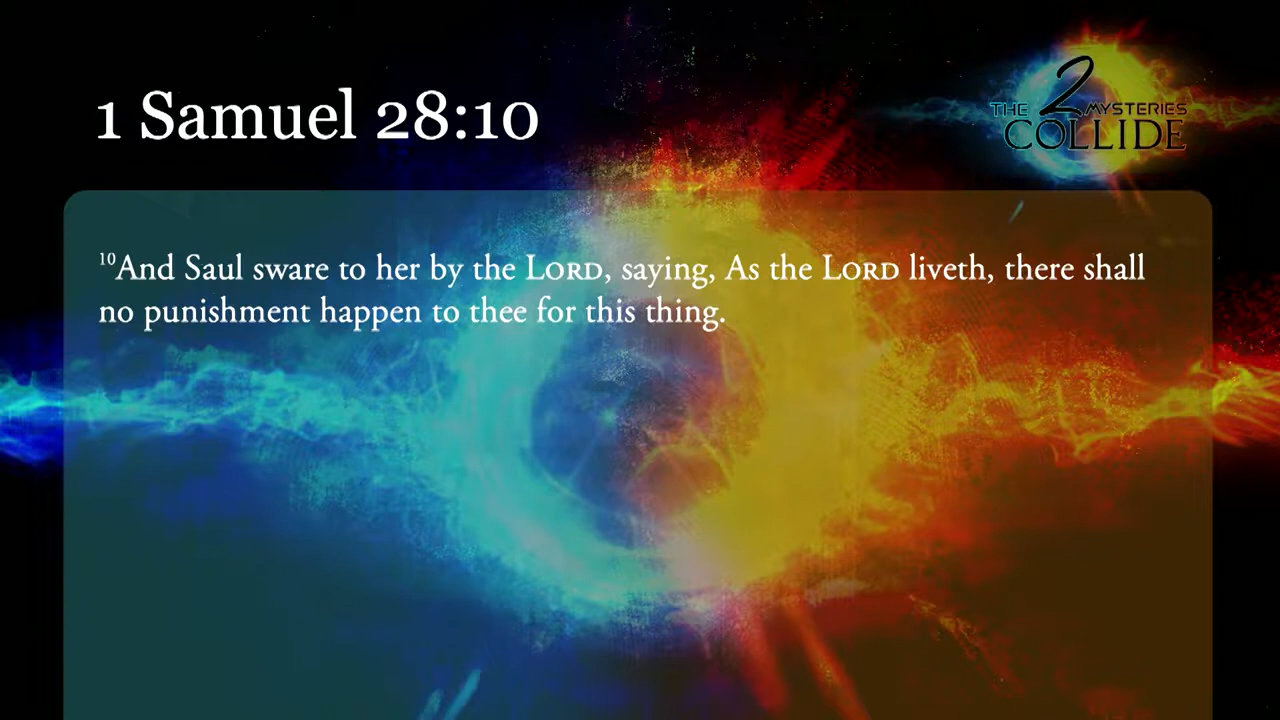 1 Samuel 28:10
THE 2 MYSTERIES
COLLIDE
10And Saul sware to her by the LORD, saying, As the LORD liveth, there shall
no punishment happen to thee for this thing.